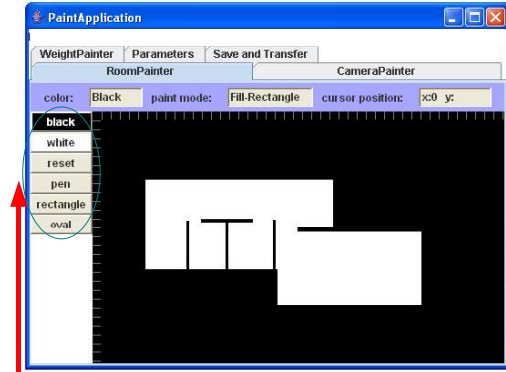 PaintApplication
WeightPainter Parameters Save and Transfer
RoomPainter CameraPainter
color: Black paint mode: Fill-Rectangle cursor position: x:0 y:
black
white
reset
pen
rectangle
oval